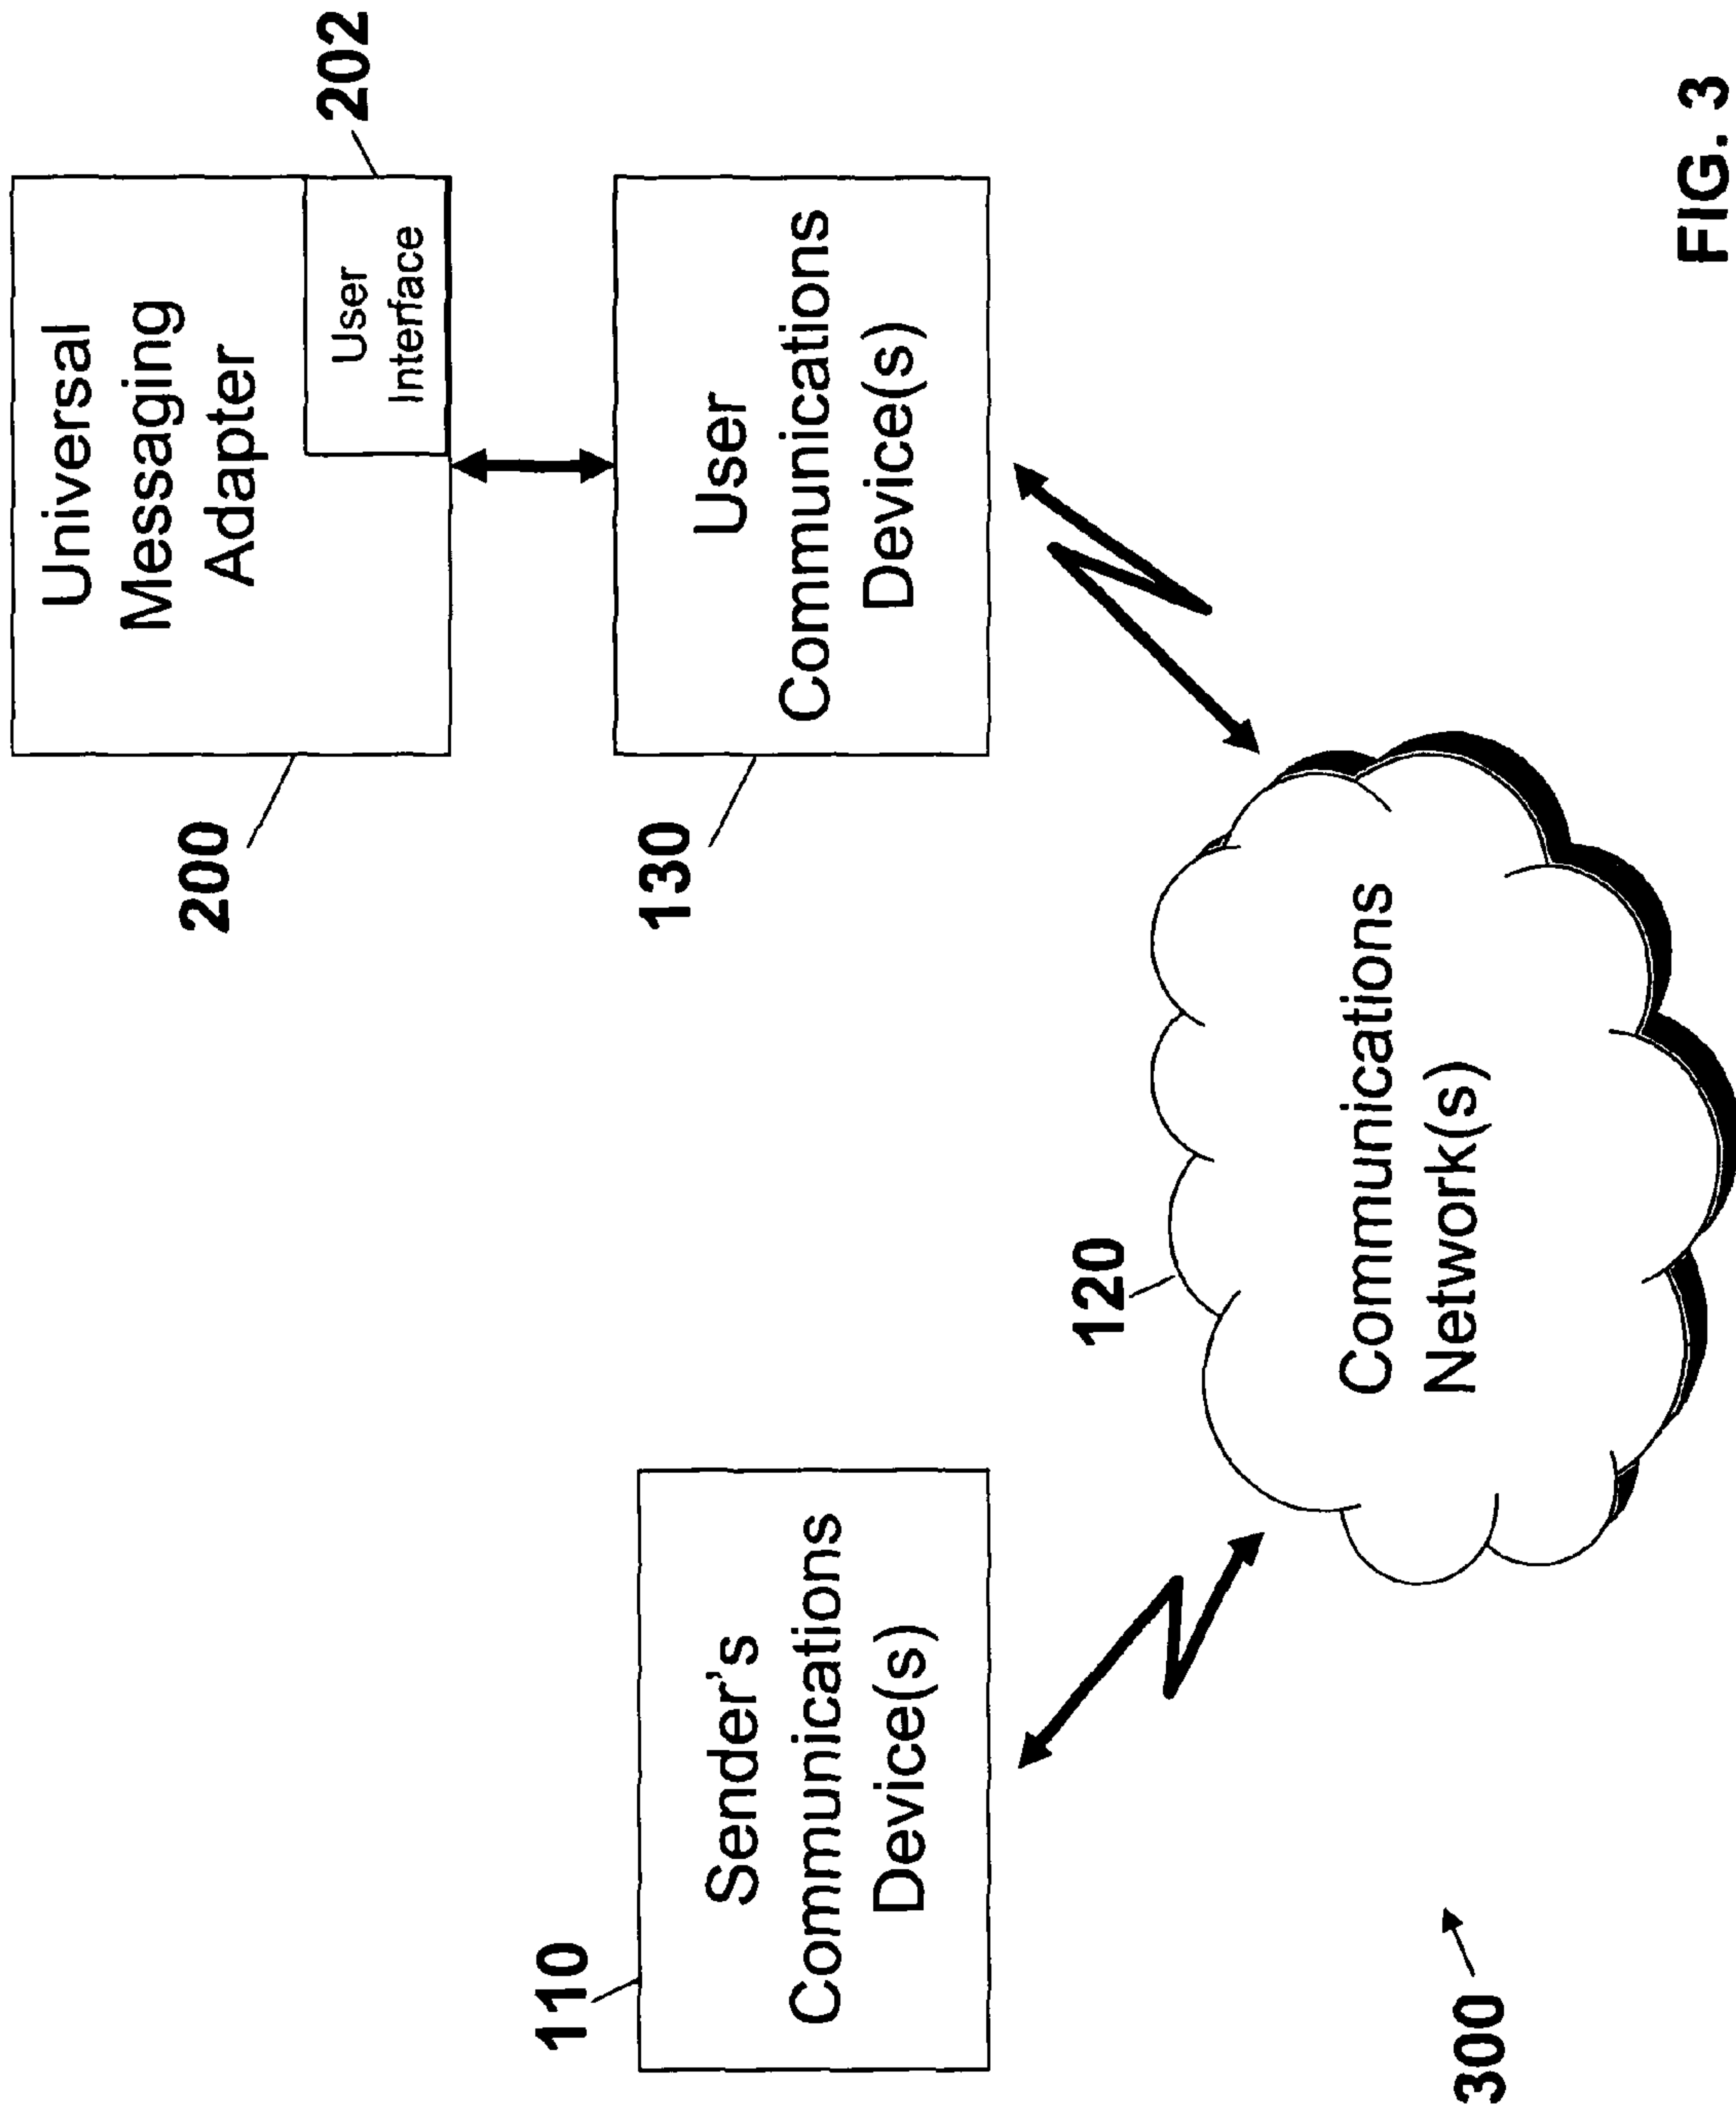 Universal
Messaging
Adapter
User
Interface
202
200
User
Communications
Device(s)
130
110
Sender's
Communications
Device(s)
120
Communications
Network(s)
300
FIG. 3